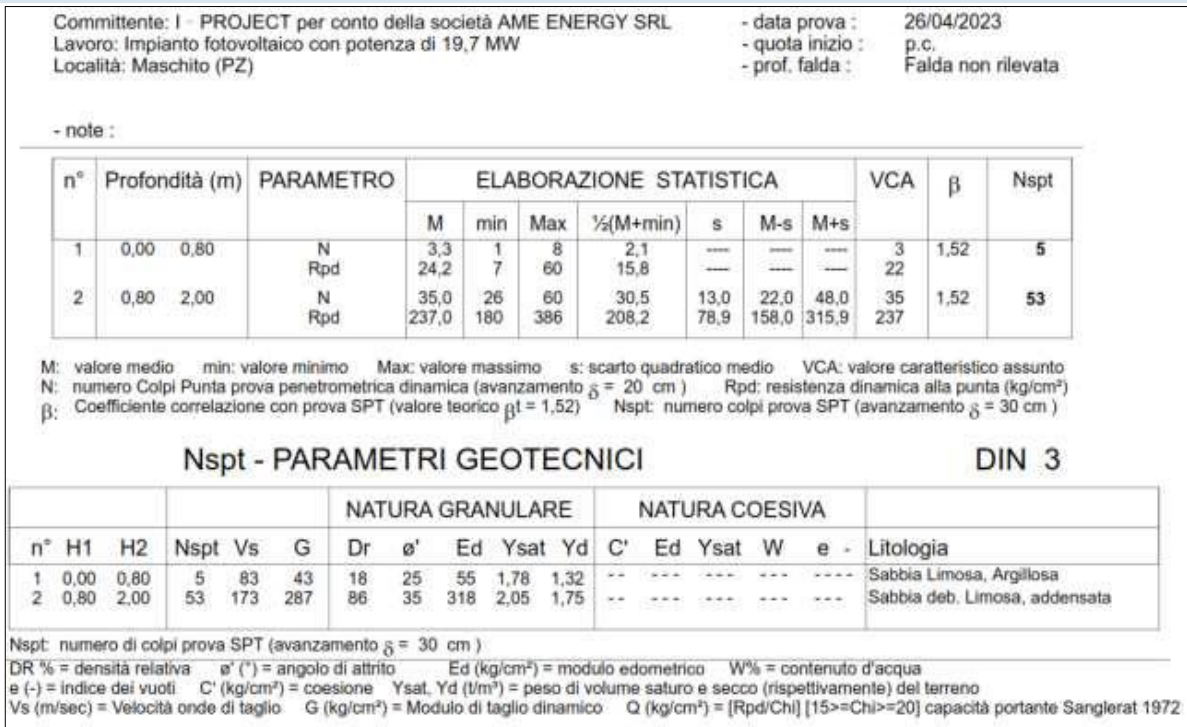 Committente: I - PROJECT per conto della società AME ENERGY SRL - data prova : 26/04/2023
Lavoro: Impianto fotovoltaico con potenza di 19,7 MW - quota inizio : p.c.
Località: Maschito (PZ) - prof. falda : Falda non rilevata
- note :
n° Profondità (m) PARAMETRO ELABORAZIONE STATISTICA VCA β Nspt
M min Max ½(M+min) s M-s M+s
1 0,00 0,80 N 3,3 1 8 2,1 ---- ---- ---- 3 1,52 5
Rpd 24,2 7 60 15,8 ---- ---- ---- 22
2 0,80 2,00 N 35,0 26 60 30,5 13,0 22,0 48,0 35 1,52 53
Rpd 237,0 180 386 208,2 78,9 158,0 315,9 237
M: valore medio min: valore minimo Max: valore massimo s: scarto quadratico medio VCA: valore caratteristico assunto
N: numero Colpi Punta prova penetrometrica dinamica (avanzamento δ = 20 cm ) Rpd: resistenza dinamica alla punta (kg/cm²)
β: Coefficiente correlazione con prova SPT (valore teorico βt = 1,52) Nspt: numero colpi prova SPT (avanzamento δ = 30 cm )
Nspt - PARAMETRI GEOTECNICI DIN 3
NATURA GRANULARE NATURA COESIVA
n° H1 H2 Nspt Vs G Dr ø' Ed Ysat Yd C' Ed Ysat W e - Litologia
1 0,00 0,80 5 83 43 18 25 55 1,78 1,32 -- --- --- --- ---- Sabbia Limosa, Argillosa
2 0,80 2,00 53 173 287 86 35 318 2,05 1,75 -- --- --- --- --- Sabbia deb. Limosa, addensata
Nspt: numero di colpi prova SPT (avanzamento δ = 30 cm )
DR % = densità relativa ø' (°) = angolo di attrito Ed (kg/cm²) = modulo edometrico W% = contenuto d'acqua
e (-) = indice dei vuoti C' (kg/cm²) = coesione Ysat, Yd (t/m³) = peso di volume saturo e secco (rispettivamente) del terreno
Vs (m/sec) = Velocità onde di taglio G (kg/cm²) = Modulo di taglio dinamico Q (kg/cm²) = [Rpd/Chi] [15>=Chi>=20] capacità portante Sanglerat 1972